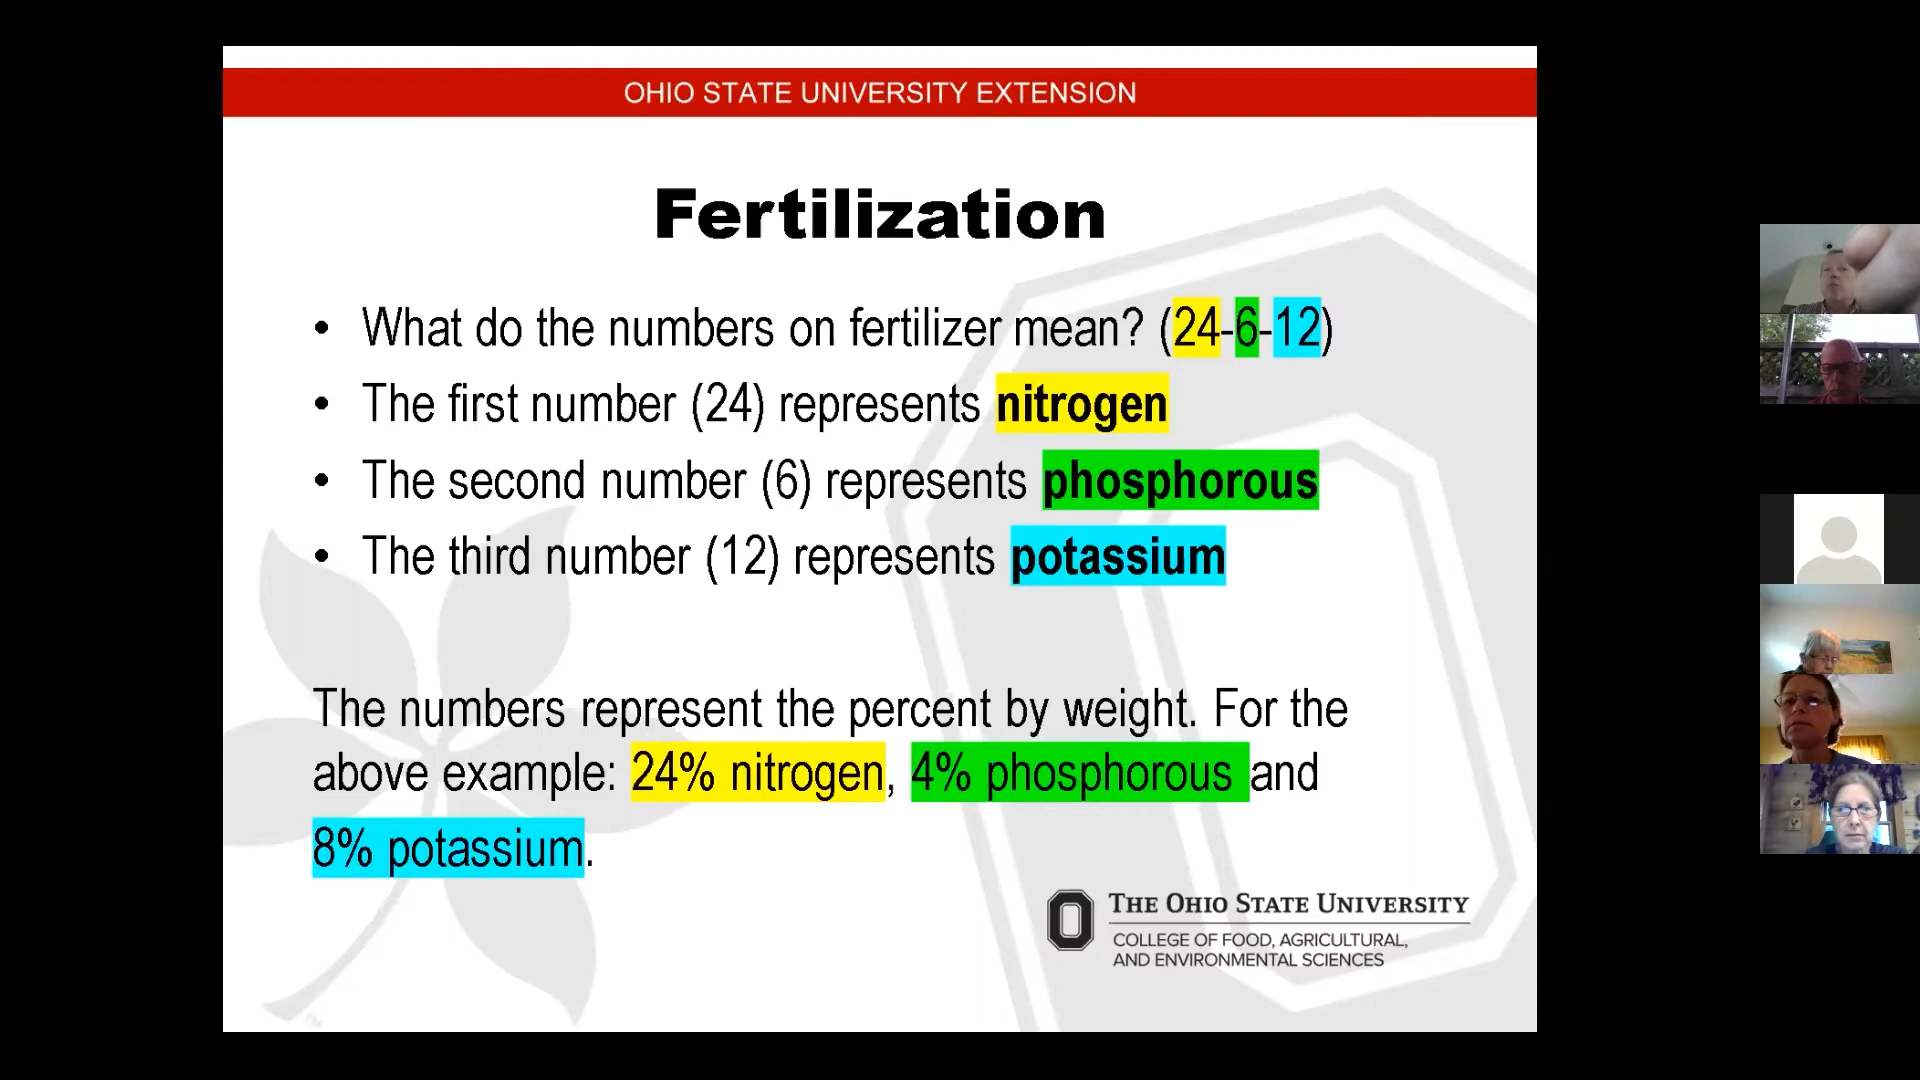 OHIO STATE UNIVERSITY EXTENSION
Fertilization
• What do the numbers on fertilizer mean? (24-6-12)
• The first number (24) represents nitrogen
• The second number (6) represents phosphorous
• The third number (12) represents potassium
The numbers represent the percent by weight. For the
above example: 24% nitrogen, 4% phosphorous and
8% potassium.
THE OHIO STATE UNIVERSITY
COLLEGE OF FOOD, AGRICULTURAL,
AND ENVIRONMENTAL SCIENCES